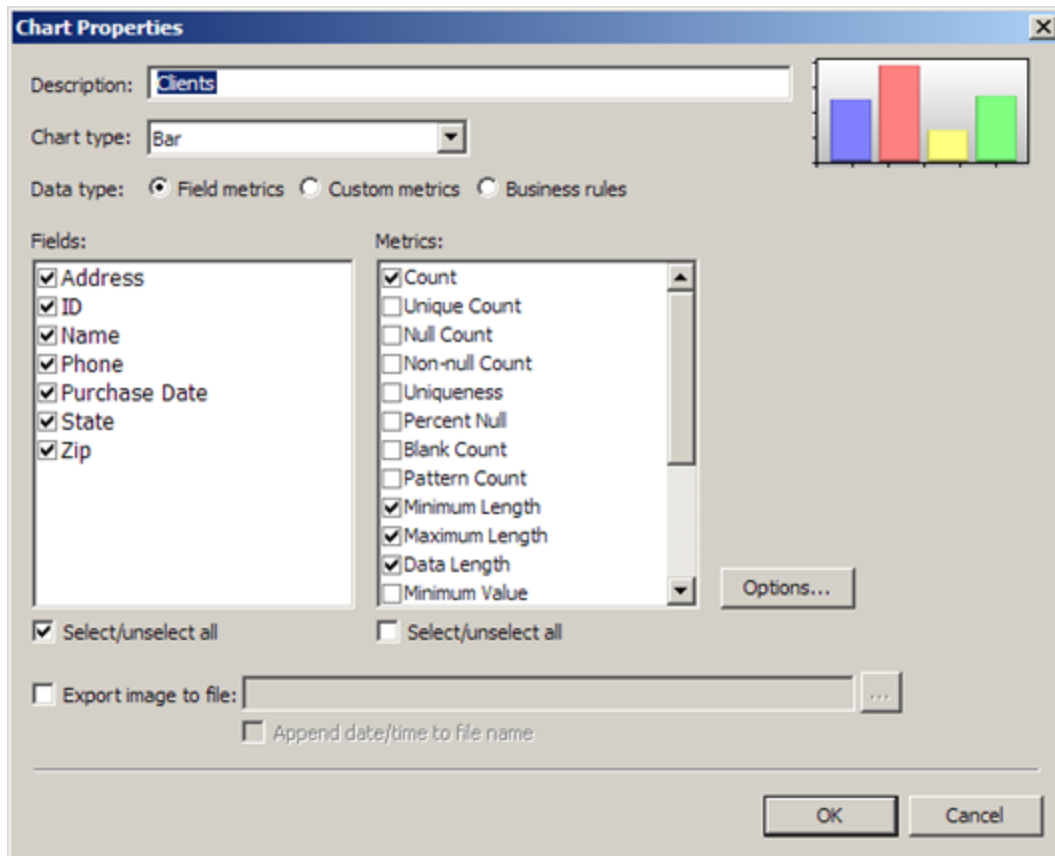 Chart Properties
Description: Clients
Chart type: Bar
Data type: Field metrics Custom metrics Business rules
Fields:
Address
ID
Name
Phone
Purchase Date
State
Zip
Select/unselect all
Metrics:
Count
Unique Count
Null Count
Non-null Count
Uniqueness
Percent Null
Blank Count
Pattern Count
Minimum Length
Maximum Length
Data Length
Minimum Value
Select/unselect all
Options...
Export image to file: ...
Append date/time to file name
OK Cancel